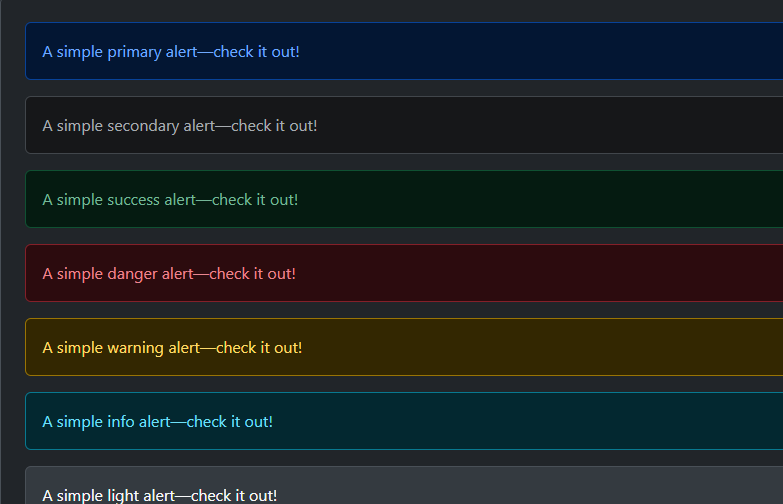 A simple primary alert—check it out!
A simple secondary alert—check it out!
A simple success alert—check it out!
A simple danger alert—check it out!
A simple warning alert—check it out!
A simple info alert—check it out!
A simple light alert—check it out!